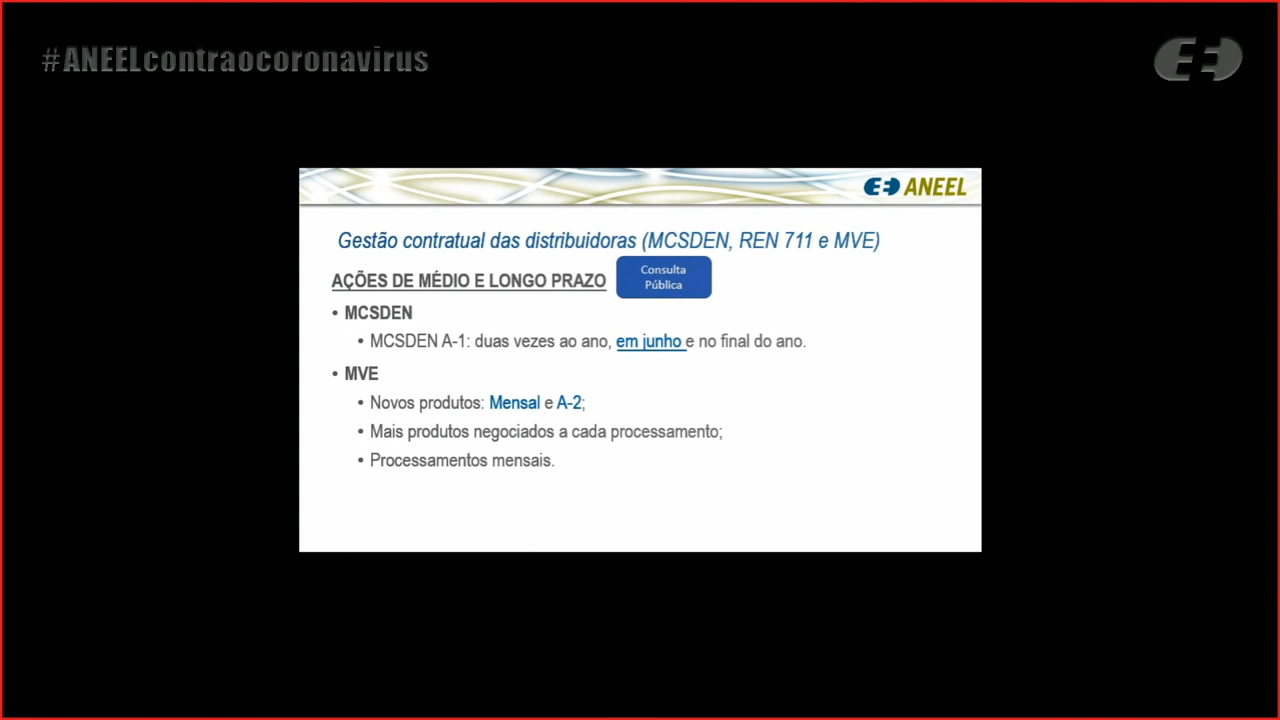 #ANEELcontraocoronavirus
ANEEL
Gestão contratual das distribuidoras (MCSDEN, REN 711 e MVE)
AÇÕES DE MÉDIO E LONGO PRAZO
Consulta
Pública
• MCSDEN
• MCSDEN A-1: duas vezes ao ano, em junho e no final do ano.
• MVE
• Novos produtos: Mensal e A-2;
• Mais produtos negociados a cada processamento;
• Processamentos mensais.